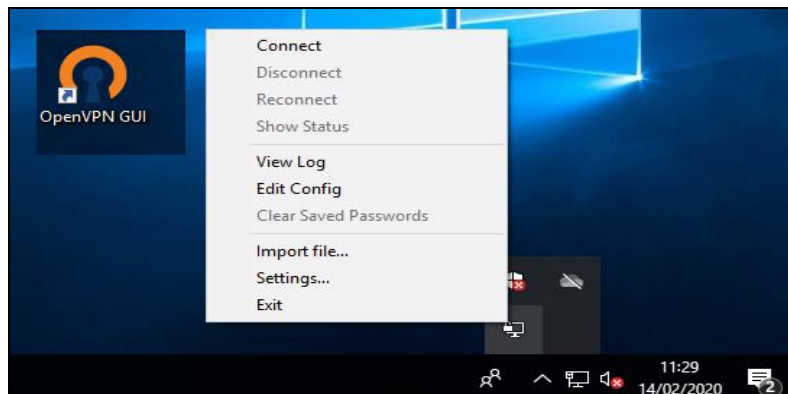 OpenVPN GUI
Connect
Disconnect
Reconnect
Show Status
View Log
Edit Config
Clear Saved Passwords
Import file...
Settings...
Exit
11:29
14/02/2020
2